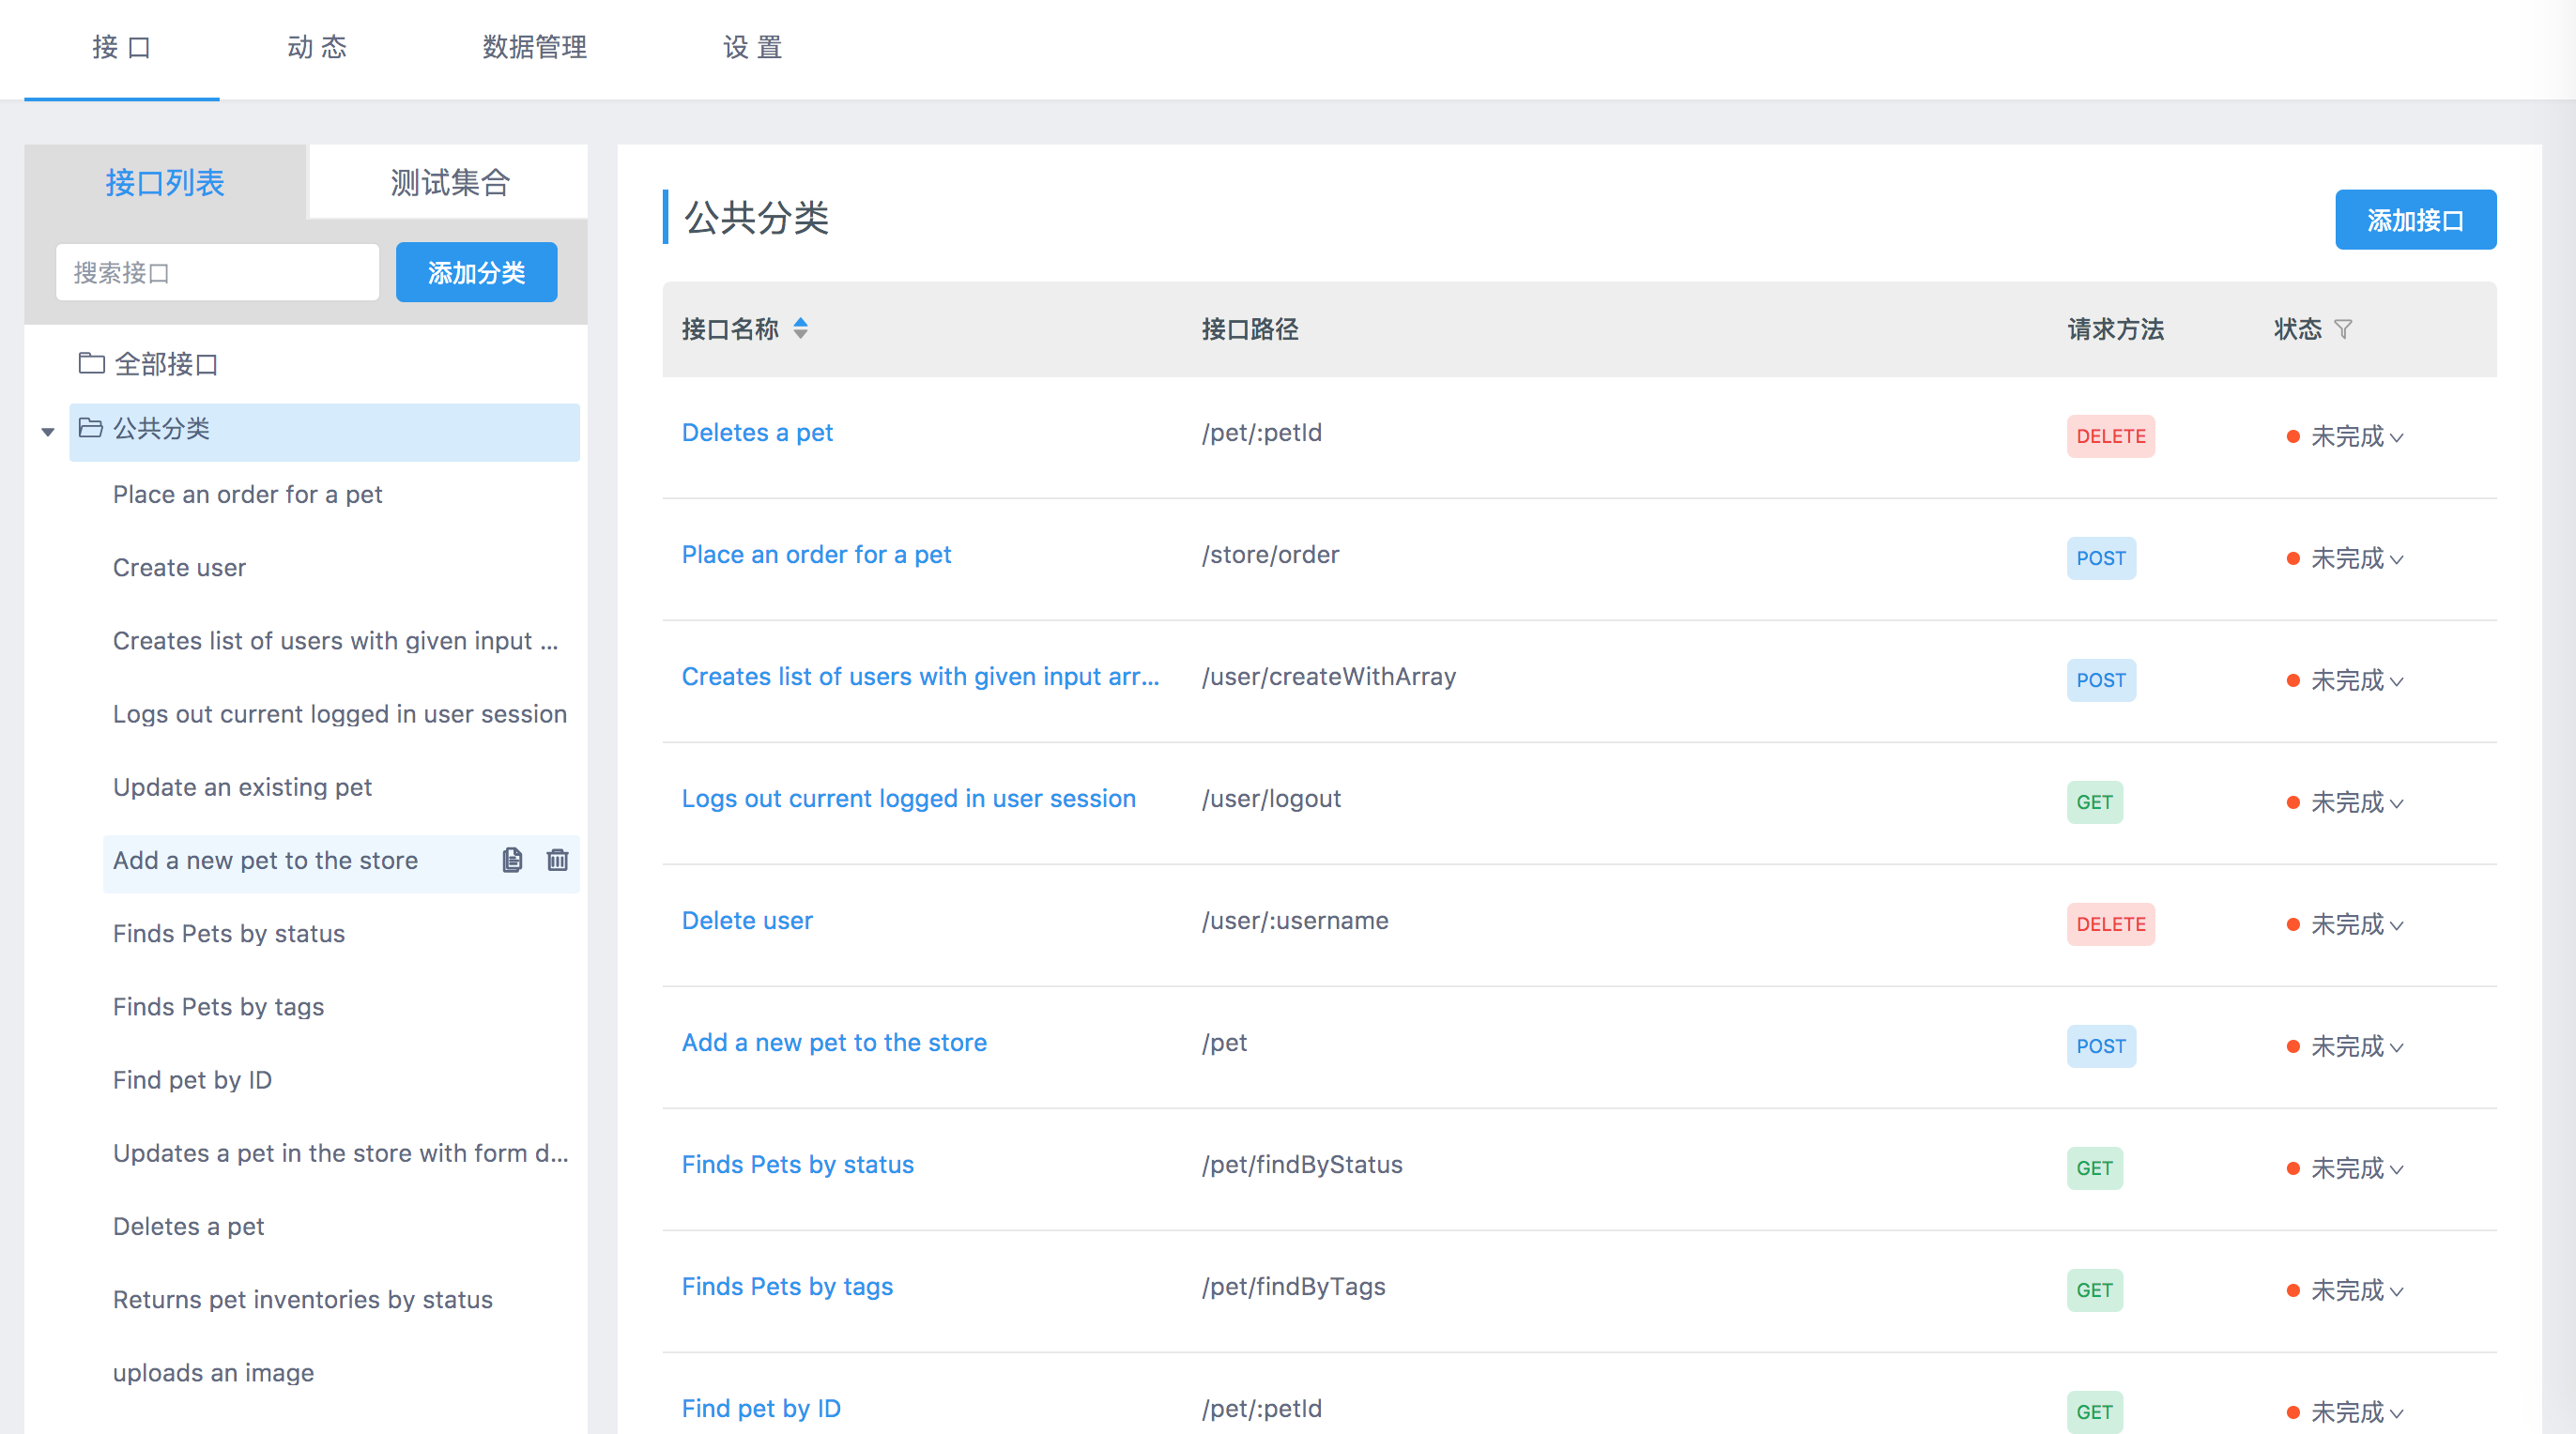 接 口 动 态 数据管理 设 置
接口列表 测试集合
搜索接口 添加分类
全部接口
公共分类
Place an order for a pet
Create user
Creates list of users with given input ...
Logs out current logged in user session
Update an existing pet
Add a new pet to the store
Finds Pets by status
Finds Pets by tags
Find pet by ID
Updates a pet in the store with form d...
Deletes a pet
Returns pet inventories by status
uploads an image
公共分类 添加接口
接口名称 接口路径 请求方法 状态
Deletes a pet /pet/:petId DELETE 未完成
Place an order for a pet /store/order POST 未完成
Creates list of users with given input arr... /user/createWithArray POST 未完成
Logs out current logged in user session /user/logout GET 未完成
Delete user /user/:username DELETE 未完成
Add a new pet to the store /pet POST 未完成
Finds Pets by status /pet/findByStatus GET 未完成
Finds Pets by tags /pet/findByTags GET 未完成
Find pet by ID /pet/:petId GET 未完成